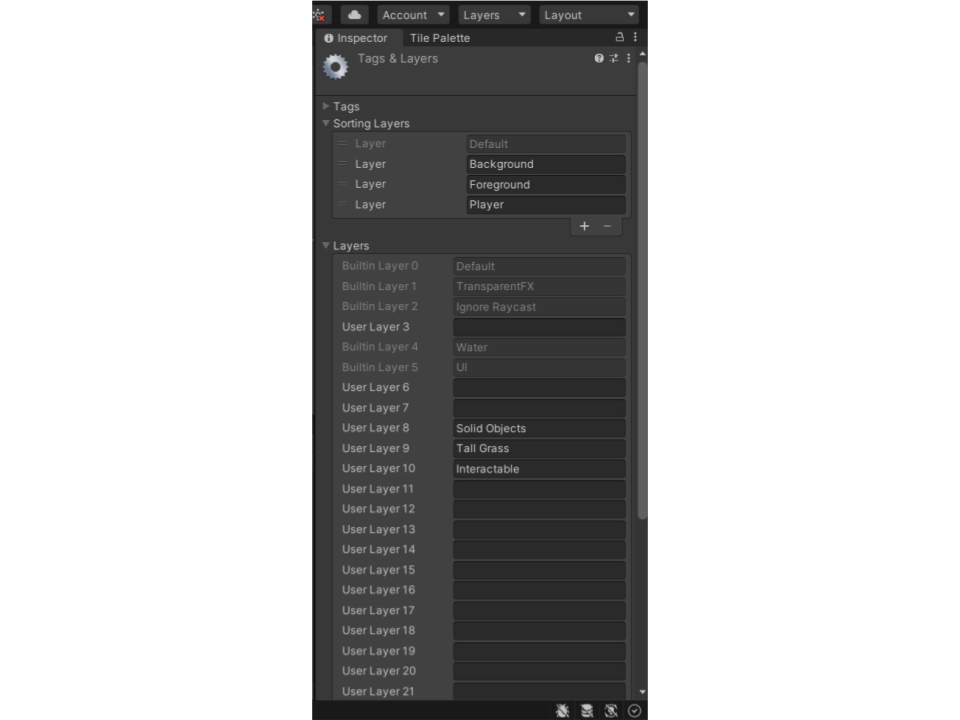 Account Layers Layout
Inspector Tile Palette
Tags & Layers
Tags
Sorting Layers
Layer Default
Layer Background
Layer Foreground
Layer Player
+ −
Layers
Builtin Layer 0 Default
Builtin Layer 1 TransparentFX
Builtin Layer 2 Ignore Raycast
User Layer 3
Builtin Layer 4 Water
Builtin Layer 5 UI
User Layer 6
User Layer 7
User Layer 8 Solid Objects
User Layer 9 Tall Grass
User Layer 10 Interactable
User Layer 11
User Layer 12
User Layer 13
User Layer 14
User Layer 15
User Layer 16
User Layer 17
User Layer 18
User Layer 19
User Layer 20
User Layer 21